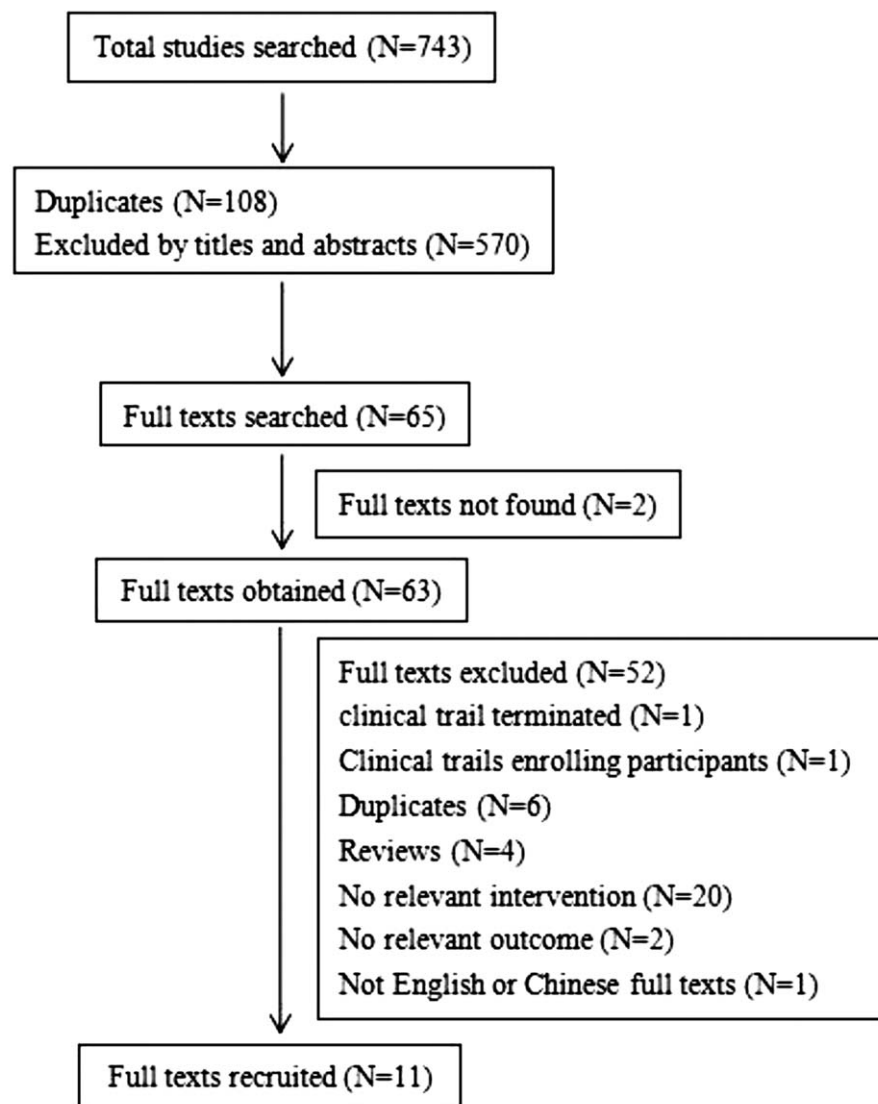 Total studies searched (N=743)
Duplicates (N=108)
Excluded by titles and abstracts (N=570)
Full texts searched (N=65)
Full texts not found (N=2)
Full texts obtained (N=63)
Full texts excluded (N=52)
clinical trail terminated (N=1)
Clinical trails enrolling participants (N=1)
Duplicates (N=6)
Reviews (N=4)
No relevant intervention (N=20)
No relevant outcome (N=2)
Not English or Chinese full texts (N=1)
Full texts recruited (N=11)